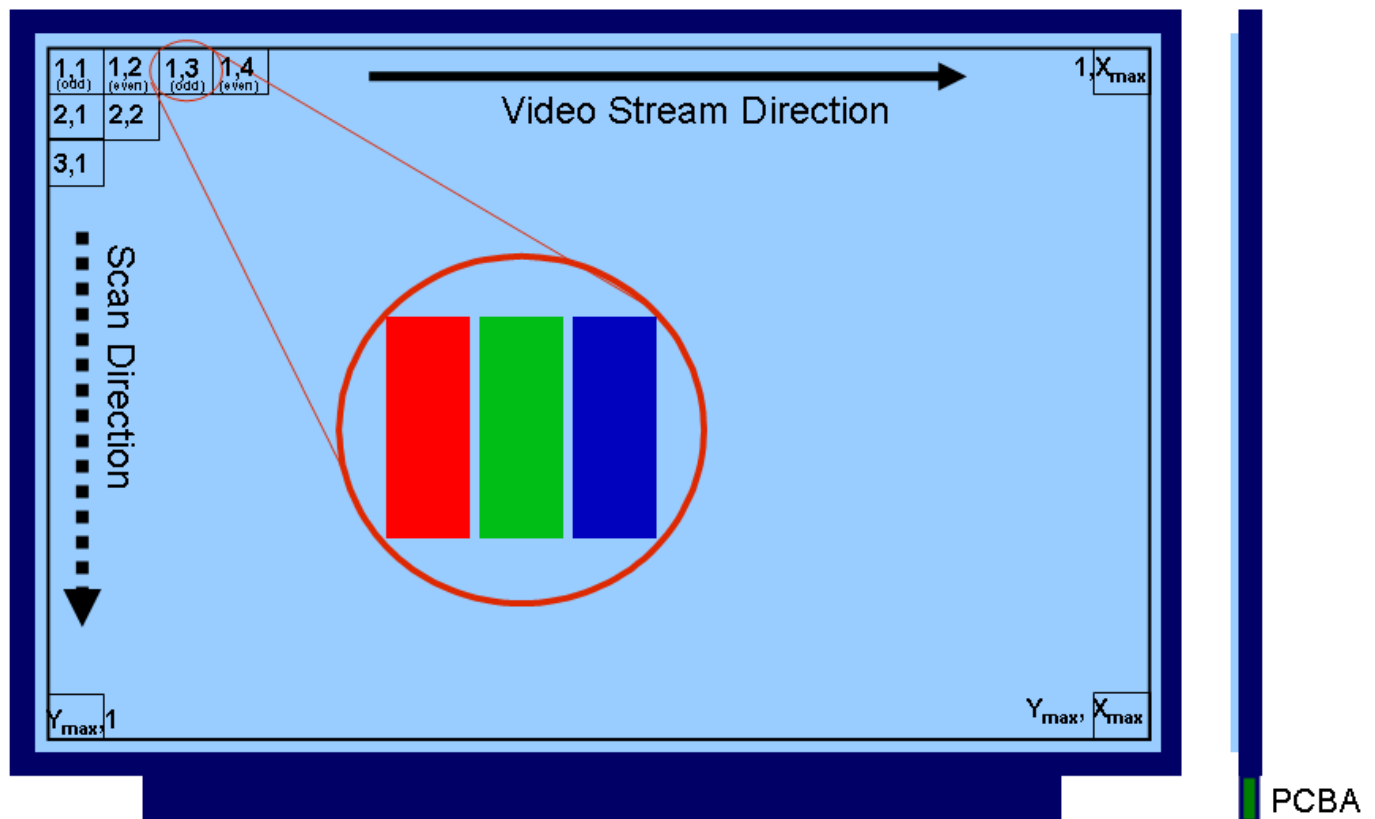 1,1 1,2 1,3 1,4 1,Xmax
(odd) (even) (odd) (even)
Video Stream Direction
2,1 2,2
3,1
Scan Direction
Ymax,1 Ymax, Xmax
PCBA